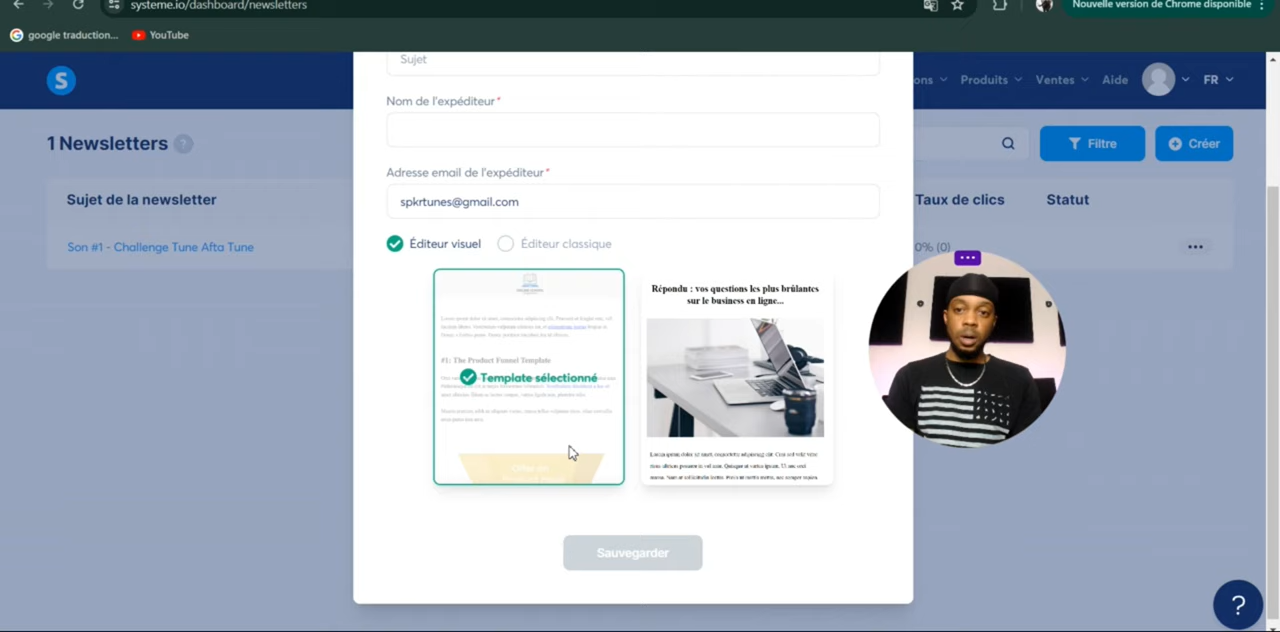 systeme.io/dashboard/newsletters
Nouvelle version de Chrome disponible
google traduction...
YouTube
S
Produits
Ventes
Aide
FR
1 Newsletters ?
Filtre
Créer
Sujet de la newsletter
Taux de clics
Statut
Son #1 - Challenge Tune Afta Tune
0% (0)
Sujet
Nom de l'expéditeur*
Adresse email de l'expéditeur*
spkrtunes@gmail.com
Éditeur visuel
Éditeur classique
#1: The Product Funnel Template
Template sélectionné
Répondu : vos questions les plus brûlantes
sur le business en ligne...
Sauvegarder
?